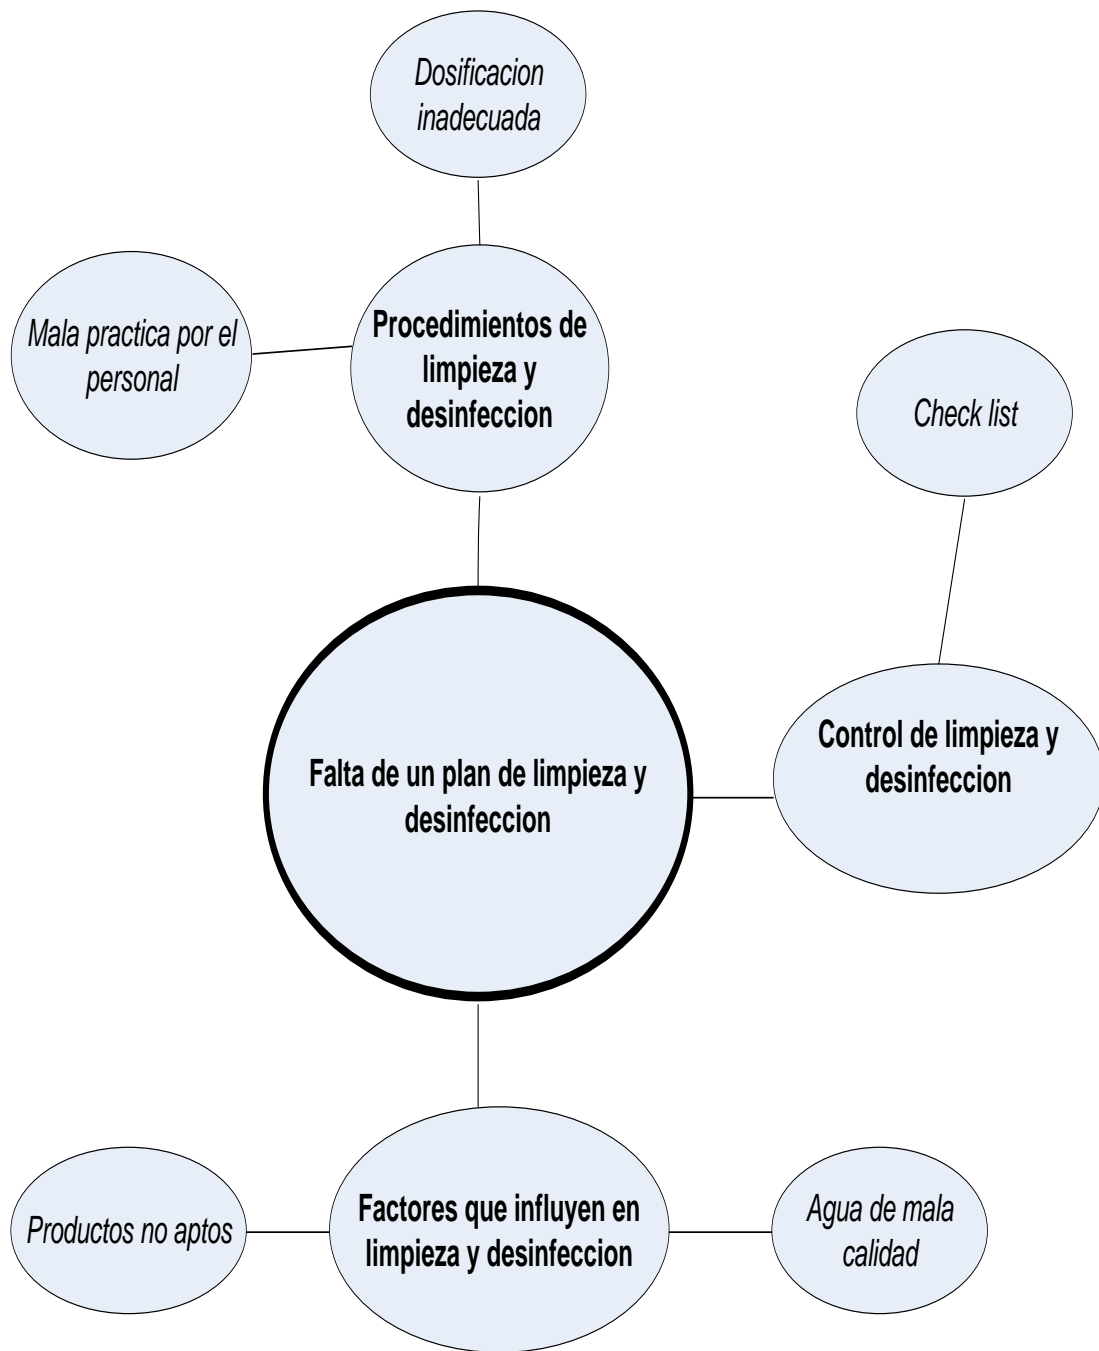 Dosificacion
inadecuada
Mala practica por el
personal
Procedimientos de
limpieza y
desinfeccion
Check list
Falta de un plan de limpieza y
desinfeccion
Control de limpieza y
desinfeccion
Productos no aptos
Factores que influyen en
limpieza y desinfeccion
Agua de mala
calidad